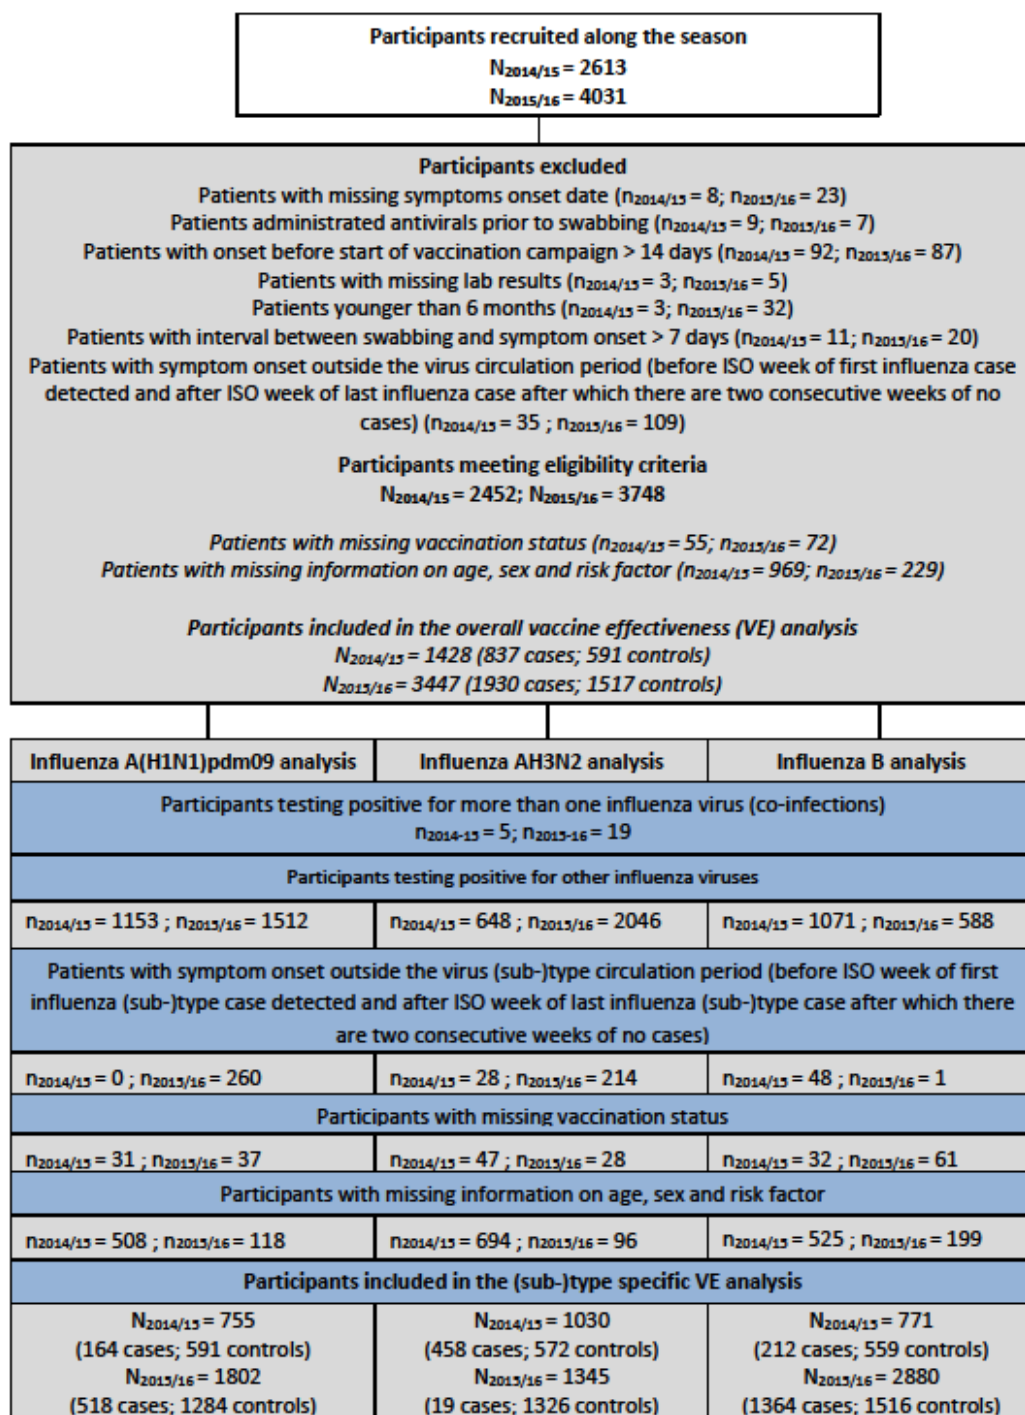 Participants recruited along the season
N2014/15 = 2613
N2015/16 = 4031
Participants excluded
Patients with missing symptoms onset date (n2014/15 = 8; n2015/16 = 23)
Patients administrated antivirals prior to swabbing (n2014/15 = 9; n2015/16 = 7)
Patients with onset before start of vaccination campaign > 14 days (n2014/15 = 92; n2015/16 = 87)
Patients with missing lab results (n2014/15 = 3; n2015/16 = 5)
Patients younger than 6 months (n2014/15 = 3; n2015/16 = 32)
Patients with interval between swabbing and symptom onset > 7 days (n2014/15 = 11; n2015/16 = 20)
Patients with symptom onset outside the virus circulation period (before ISO week of first influenza case
detected and after ISO week of last influenza case after which there are two consecutive weeks of no
cases) (n2014/15 = 35 ; n2015/16 = 109)
Participants meeting eligibility criteria
N2014/15 = 2452; N2015/16 = 3748
Patients with missing vaccination status (n2014/15 = 55; n2015/16 = 72)
Patients with missing information on age, sex and risk factor (n2014/15 = 969; n2015/16 = 229)
Participants included in the overall vaccine effectiveness (VE) analysis
N2014/15 = 1428 (837 cases; 591 controls)
N2015/16 = 3447 (1930 cases; 1517 controls)
Influenza A(H1N1)pdm09 analysis
Influenza AH3N2 analysis
Influenza B analysis
Participants testing positive for more than one influenza virus (co-infections)
n2014-15 = 5; n2015-16 = 19
Participants testing positive for other influenza viruses
n2014/15 = 1153 ; n2015/16 = 1512
n2014/15 = 648 ; n2015/16 = 2046
n2014/15 = 1071 ; n2015/16 = 588
Patients with symptom onset outside the virus (sub-)type circulation period (before ISO week of first
influenza (sub-)type case detected and after ISO week of last influenza (sub-)type case after which there
are two consecutive weeks of no cases)
n2014/15 = 0 ; n2015/16 = 260
n2014/15 = 28 ; n2015/16 = 214
n2014/15 = 48 ; n2015/16 = 1
Participants with missing vaccination status
n2014/15 = 31 ; n2015/16 = 37
n2014/15 = 47 ; n2015/16 = 28
n2014/15 = 32 ; n2015/16 = 61
Participants with missing information on age, sex and risk factor
n2014/15 = 508 ; n2015/16 = 118
n2014/15 = 694 ; n2015/16 = 96
n2014/15 = 525 ; n2015/16 = 199
Participants included in the (sub-)type specific VE analysis
N2014/15 = 755
(164 cases; 591 controls)
N2015/16 = 1802
(518 cases; 1284 controls)
N2014/15 = 1030
(458 cases; 572 controls)
N2015/16 = 1345
(19 cases; 1326 controls)
N2014/15 = 771
(212 cases; 559 controls)
N2015/16 = 2880
(1364 cases; 1516 controls)